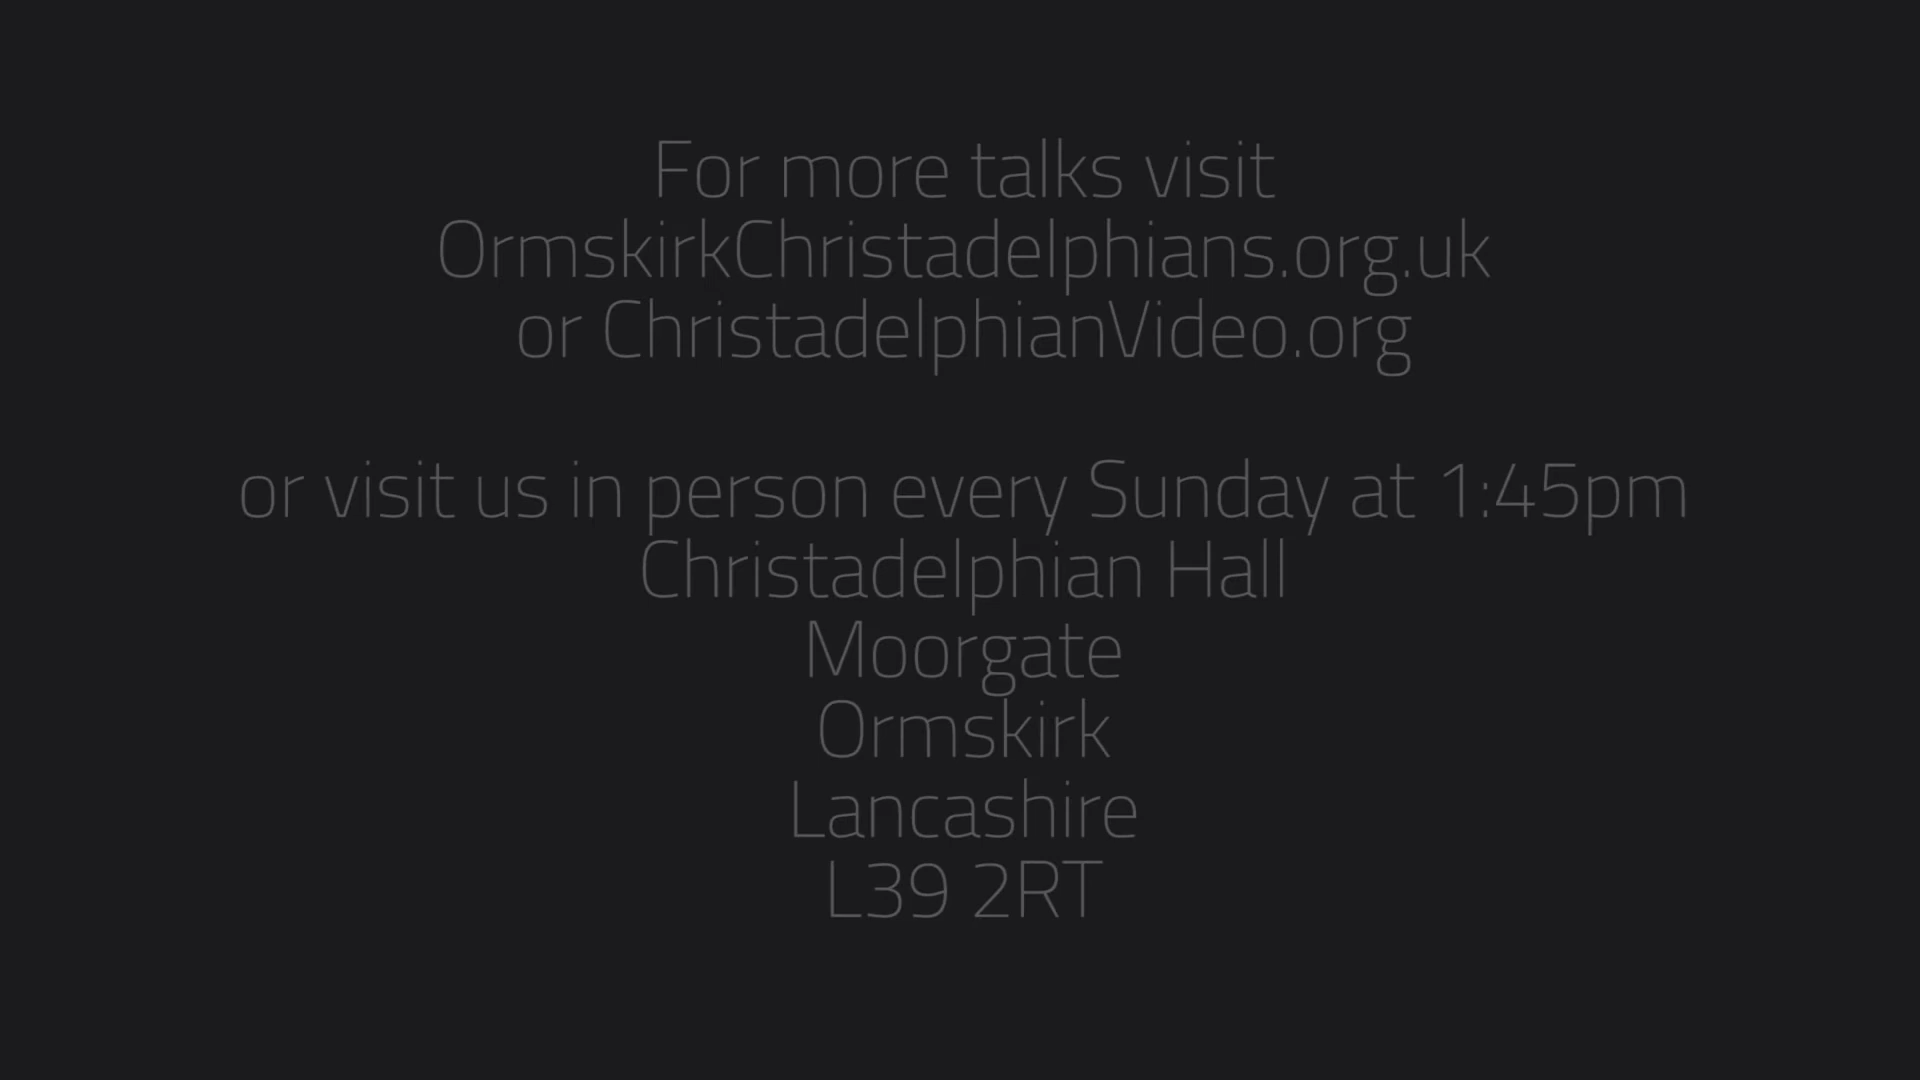 For more talks visit
OrmskirkChristadelphians.org.uk
or ChristadelphianVideo.org
or visit us in person every Sunday at 1:45pm
Christadelphian Hall
Moorgate
Ormskirk
Lancashire
L39 2RT